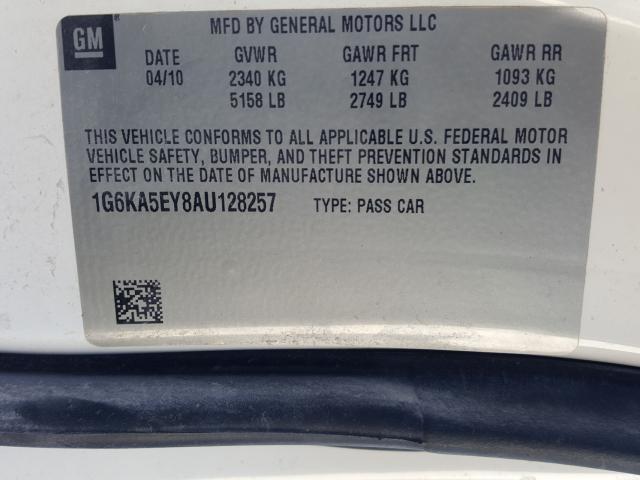 GM
MFD BY GENERAL MOTORS LLC
DATE GVWR GAWR FRT GAWR RR
04/10 2340 KG 1247 KG 1093 KG
5158 LB 2749 LB 2409 LB
THIS VEHICLE CONFORMS TO ALL APPLICABLE U.S. FEDERAL MOTOR
VEHICLE SAFETY, BUMPER, AND THEFT PREVENTION STANDARDS IN
EFFECT ON THE DATE OF MANUFACTURE SHOWN ABOVE.
1G6KA5EY8AU128257 TYPE: PASS CAR